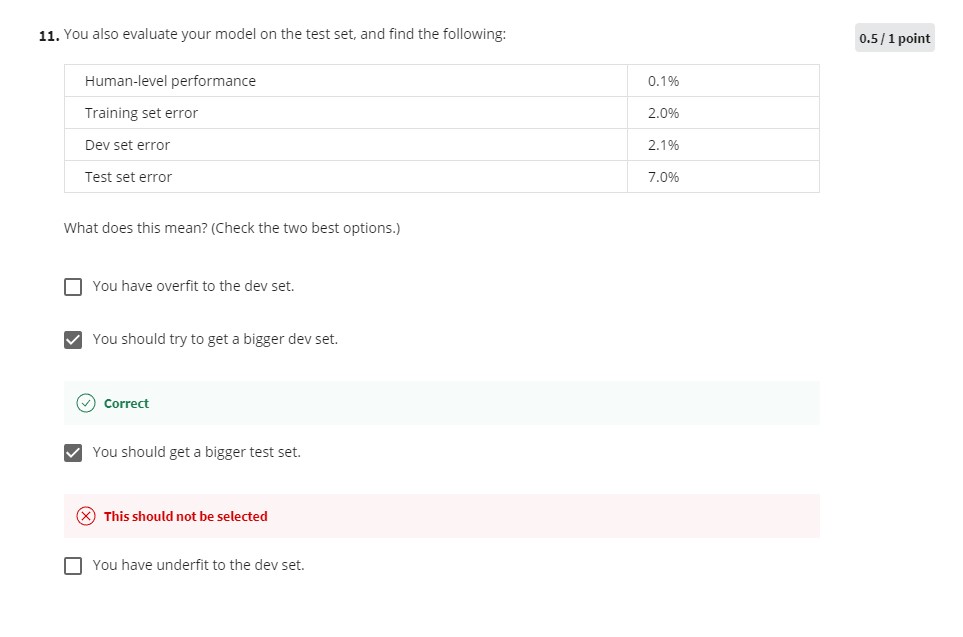 11. You also evaluate your model on the test set, and find the following:
0.5 / 1 point
Human-level performance 0.1%
Training set error 2.0%
Dev set error 2.1%
Test set error 7.0%
What does this mean? (Check the two best options.)
You have overfit to the dev set.
You should try to get a bigger dev set.
Correct
You should get a bigger test set.
This should not be selected
You have underfit to the dev set.